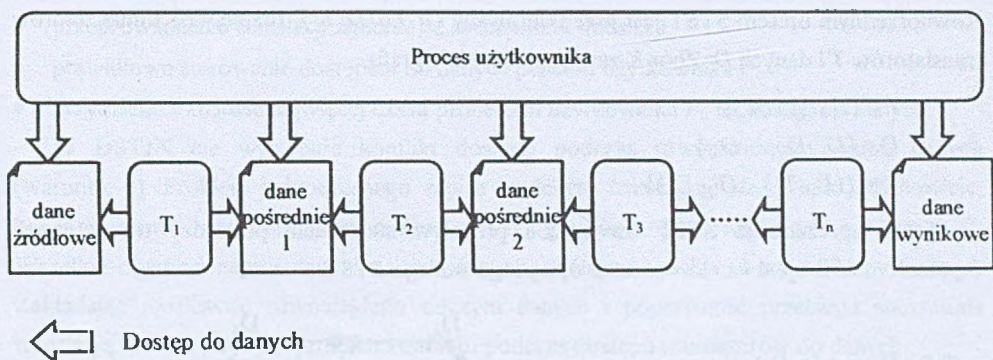 Proces użytkownika
dane
źródłowe
T1
dane
pośrednie
1
T2
dane
pośrednie
2
T3
......
Tn
dane
wynikowe
Dostęp do danych